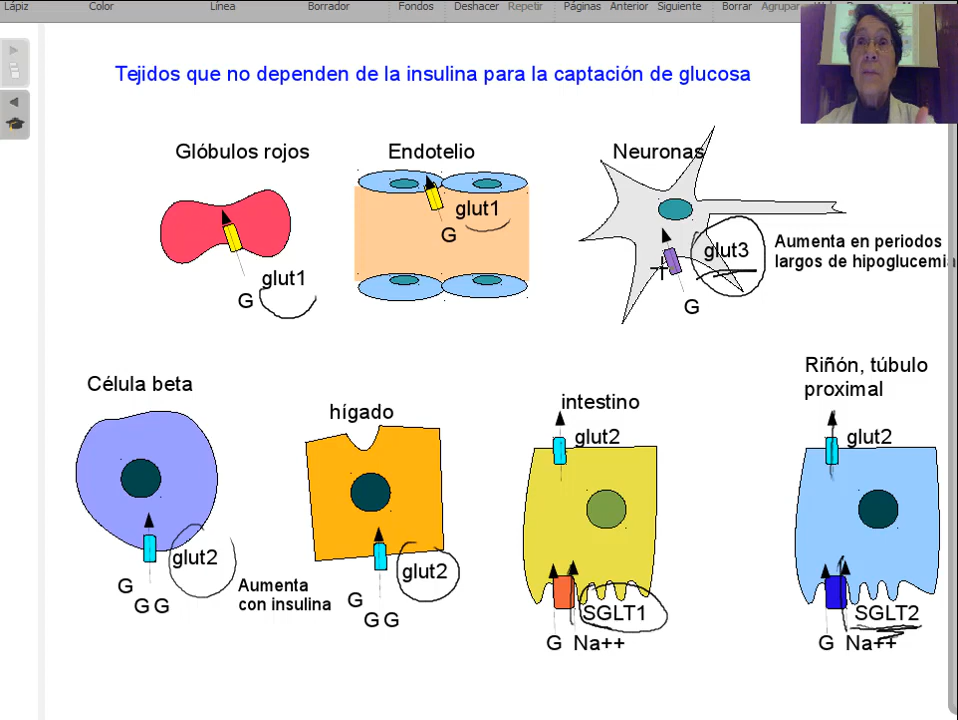 Lápiz Color Línea Borrador Fondos Deshacer Repetir Páginas Anterior Siguiente Borrar Agrupar
Tejidos que no dependen de la insulina para la captación de glucosa
Glóbulos rojos
glut1
G
Endotelio
glut1
G
Neuronas
glut3
G
Aumenta en periodos
largos de hipoglucemia
Célula beta
glut2
G
G G
Aumenta
con insulina
hígado
glut2
G
G G
intestino
glut2
SGLT1
G Na++
Riñón, túbulo
proximal
glut2
SGLT2
G Na++